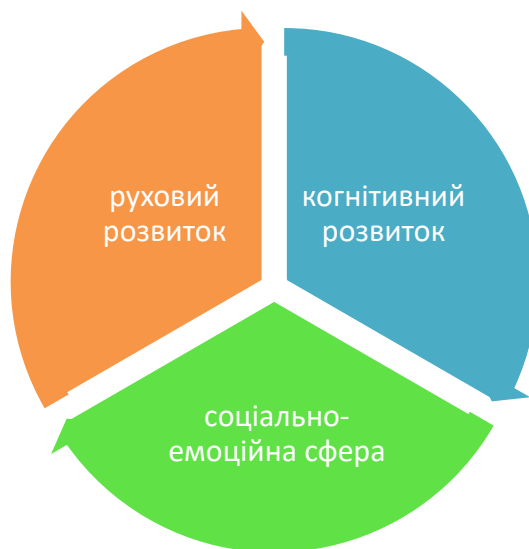 руховий
розвиток
когнітивний
розвиток
соціально-
емоційна сфера